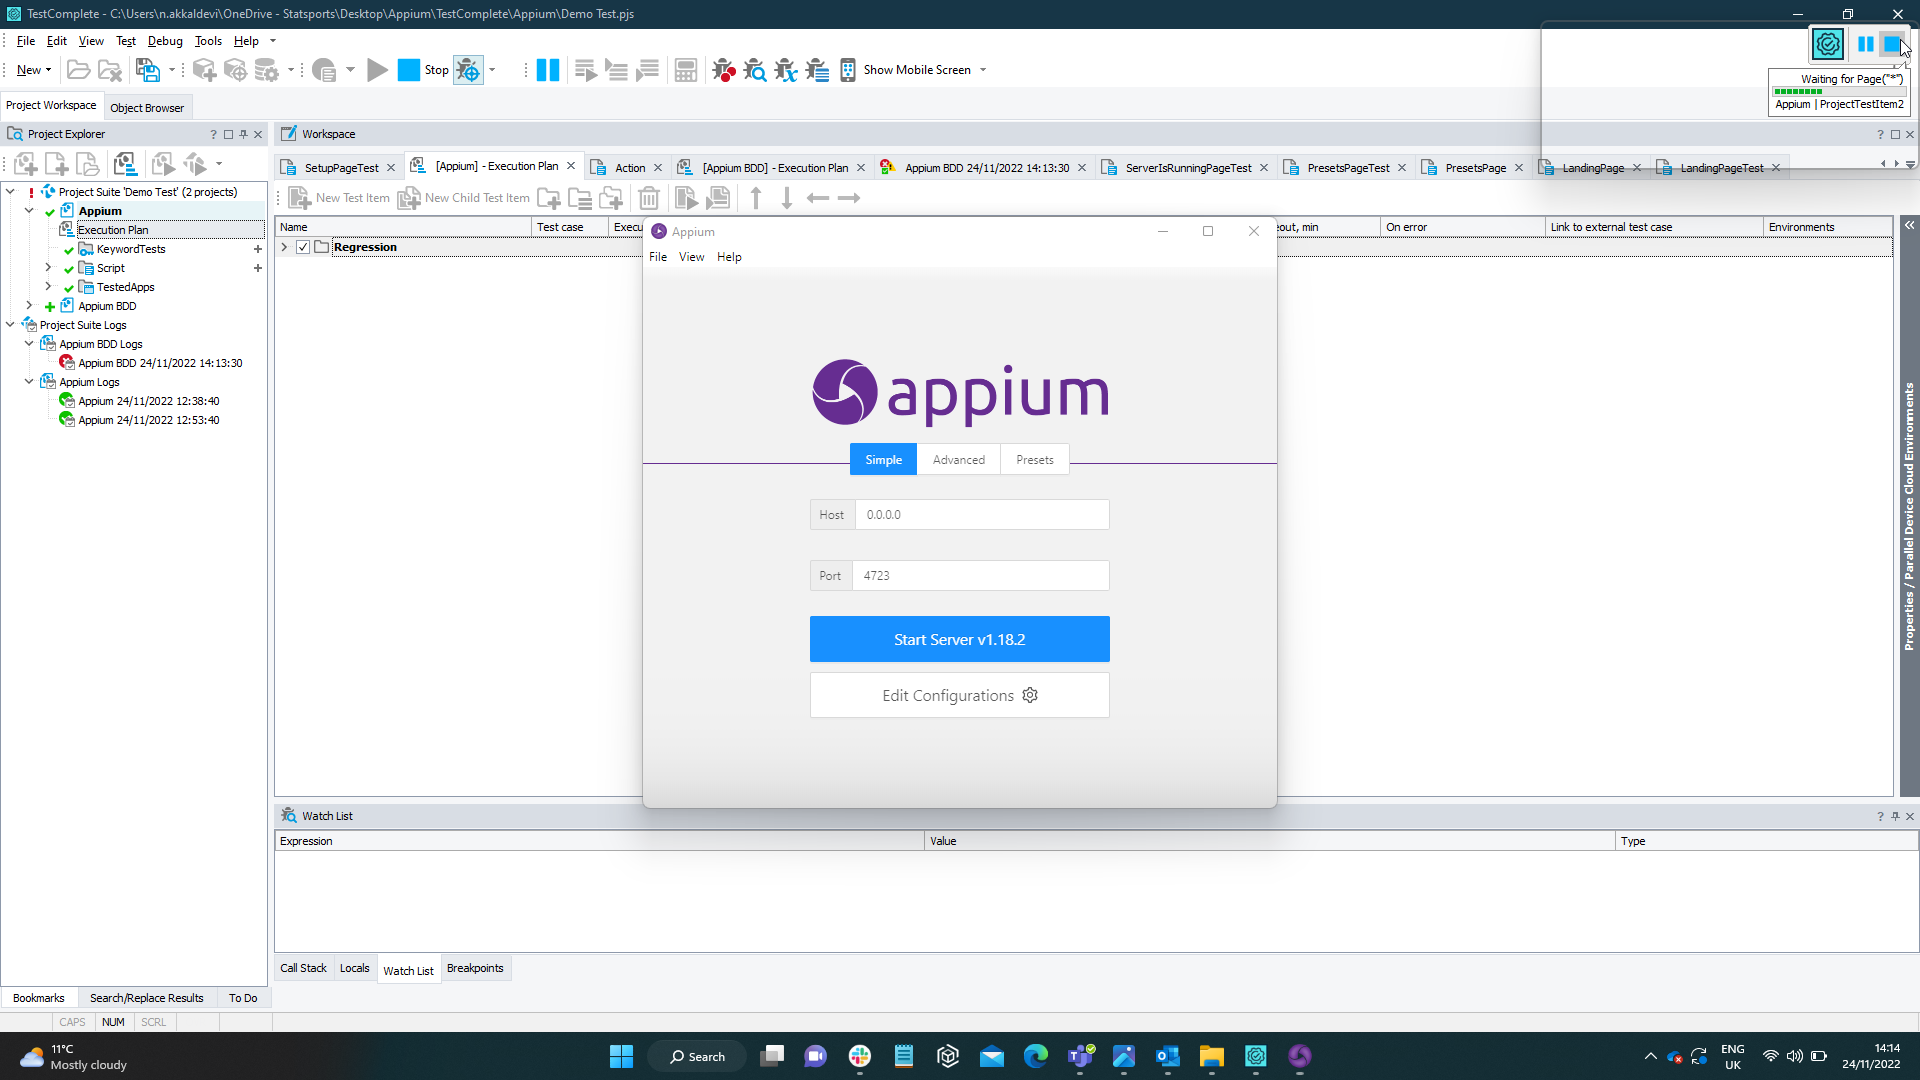 TestComplete - C:\Users\n.akkaldevi\OneDrive - Statsports\Desktop\Appium\TestComplete\Appium\Demo Test.pjs
File Edit View Test Debug Tools Help
New Stop Show Mobile Screen
Waiting for Page("*")
Appium | ProjectTestItem2
Project Workspace Object Browser
Project Explorer
Workspace
SetupPageTest [Appium] - Execution Plan Action [Appium BDD] - Execution Plan Appium BDD 24/11/2022 14:13:30 ServerIsRunningPageTest PresetsPageTest PresetsPage LandingPage LandingPageTest
New Test Item New Child Test Item
Name Test case Execu eout, min On error Link to external test case Environments
Regression
Project Suite 'Demo Test' (2 projects)
Appium
Execution Plan
KeywordTests
Script
TestedApps
Appium BDD
Project Suite Logs
Appium BDD Logs
Appium BDD 24/11/2022 14:13:30
Appium Logs
Appium 24/11/2022 12:38:40
Appium 24/11/2022 12:53:40
Appium
File View Help
appium
Simple Advanced Presets
Host 0.0.0.0
Port 4723
Start Server v1.18.2
Edit Configurations
Properties / Parallel Device Cloud Environments
Watch List
Expression Value Type
Call Stack Locals Watch List Breakpoints
Bookmarks Search/Replace Results To Do
CAPS NUM SCRL
11°C
Mostly cloudy
Search
ENG
UK
14:14
24/11/2022